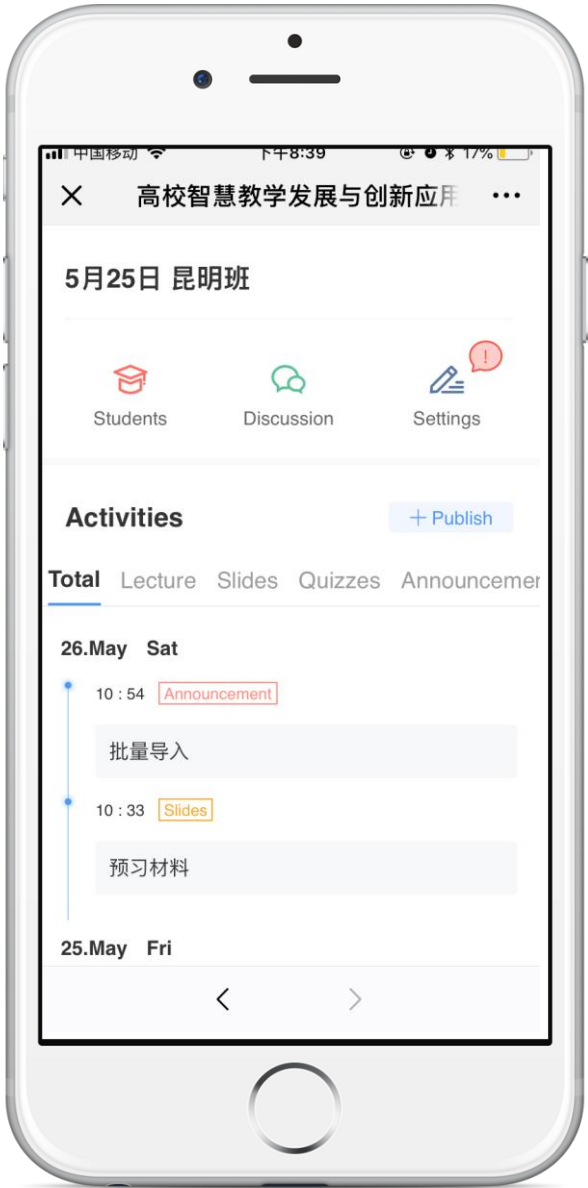 中国移动 下午8:39 17%
高校智慧教学发展与创新应用
5月25日 昆明班
!
Students Discussion Settings
Activities + Publish
Total Lecture Slides Quizzes Announcemen
26.May Sat
10 : 54 Announcement
批量导入
10 : 33 Slides
预习材料
25.May Fri